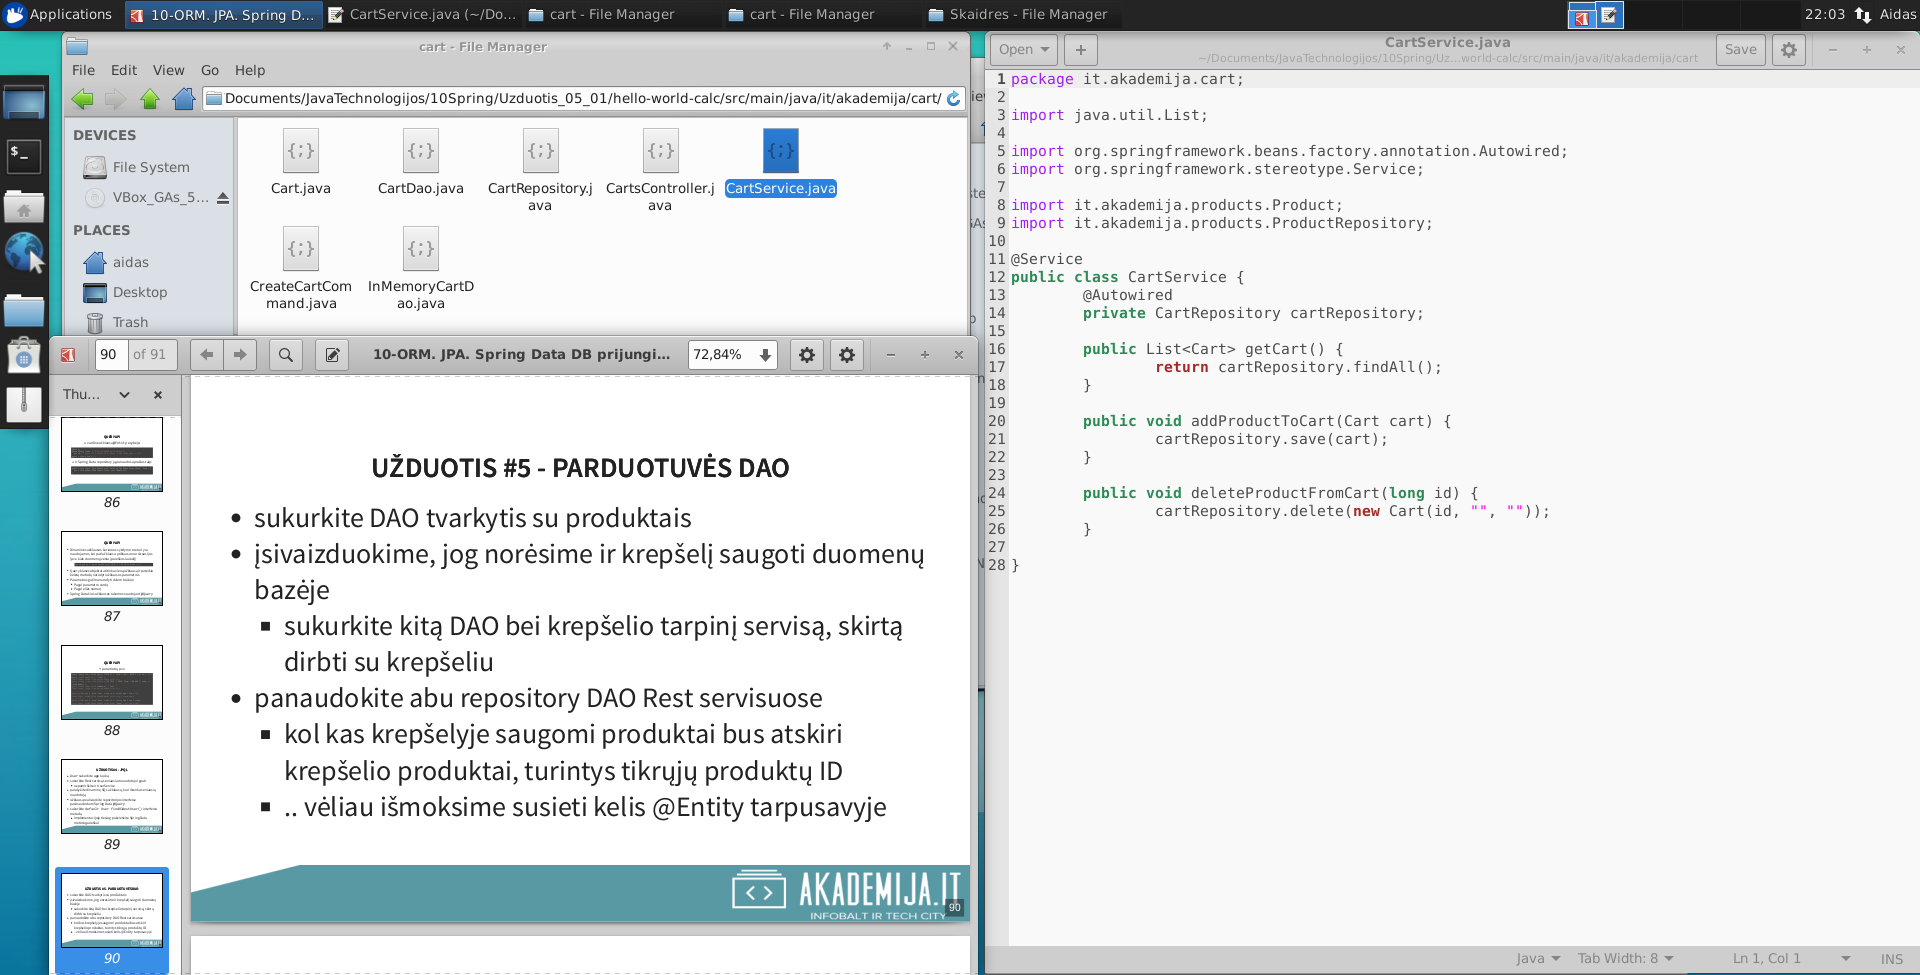 Applications
10-ORM. JPA. Spring D...
CartService.java (~/Do...
cart - File Manager
cart - File Manager
Skaidres - File Manager
22:03
Aidas
cart - File Manager
File Edit View Go Help
Documents/JavaTechnologijos/10Spring/Uzduotis_05_01/hello-world-calc/src/main/java/it/akademija/cart/
DEVICES
File System
VBox_GAs_5...
PLACES
aidas
Desktop
Trash
Cart.java
CartDao.java
CartRepository.j
ava
CartsController.j
ava
CartService.java
CreateCartCom
mand.java
InMemoryCartD
ao.java
90 of 91
10-ORM. JPA. Spring Data DB prijungi...
72,84%
Thu...
86
87
88
89
90
UŽDUOTIS #5 - PARDUOTUVĖS DAO
• sukurkite DAO tvarkytis su produktais
• įsivaizduokime, jog norėsime ir krepšelį saugoti duomenų
bazėje
▪ sukurkite kitą DAO bei krepšelio tarpinį servisą, skirtą
dirbti su krepšeliu
• panaudokite abu repository DAO Rest servisuose
▪ kol kas krepšelyje saugomi produktai bus atskiri
krepšelio produktai, turintys tikrųjų produktų ID
▪ .. vėliau išmoksime susieti kelis @Entity tarpusavyje
AKADEMIJA.IT
INFOBALT IR TECH CITY
90
Open
CartService.java
~/Documents/JavaTechnologijos/10Spring/Uz...world-calc/src/main/java/it/akademija/cart
Save
1 package it.akademija.cart;
2
3 import java.util.List;
4
5 import org.springframework.beans.factory.annotation.Autowired;
6 import org.springframework.stereotype.Service;
7
8 import it.akademija.products.Product;
9 import it.akademija.products.ProductRepository;
10
11 @Service
12 public class CartService {
13 @Autowired
14 private CartRepository cartRepository;
15
16 public List<Cart> getCart() {
17 return cartRepository.findAll();
18 }
19
20 public void addProductToCart(Cart cart) {
21 cartRepository.save(cart);
22 }
23
24 public void deleteProductFromCart(long id) {
25 cartRepository.delete(new Cart(id, "", ""));
26 }
27
28 }
Java
Tab Width: 8
Ln 1, Col 1
INS